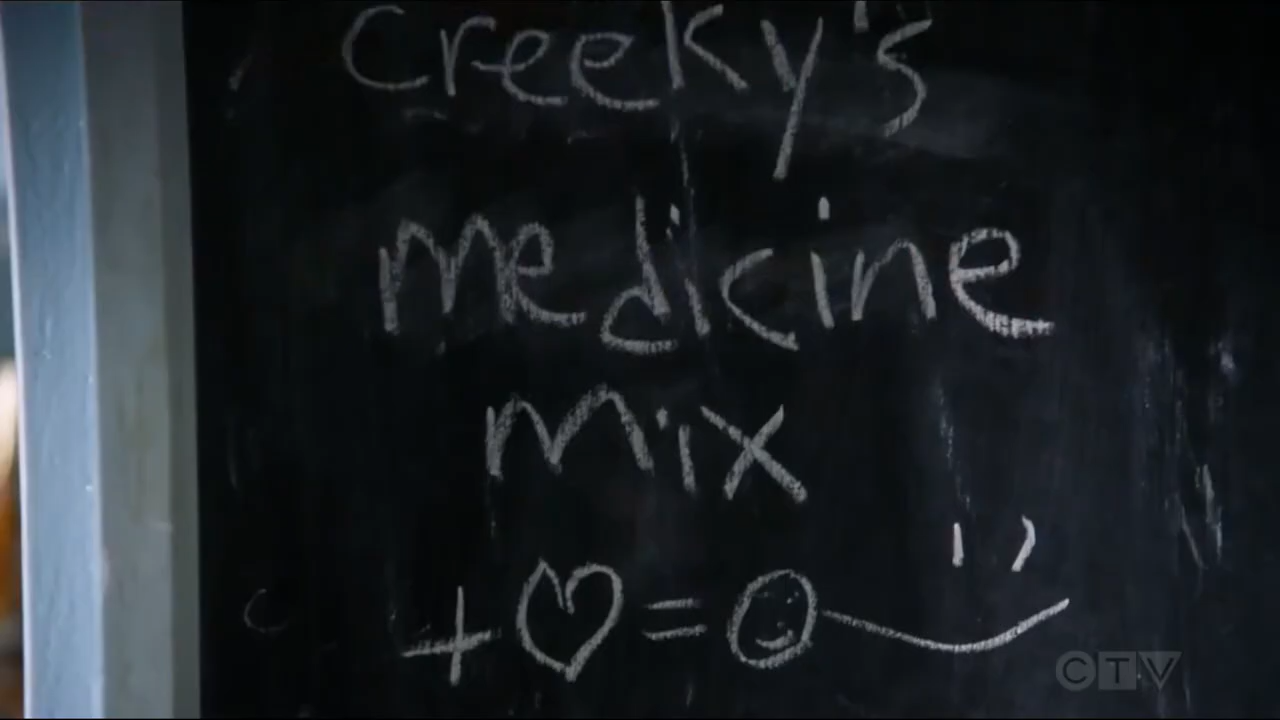 creeky's
medicine
mix
+ ♡ = ☺
CTV